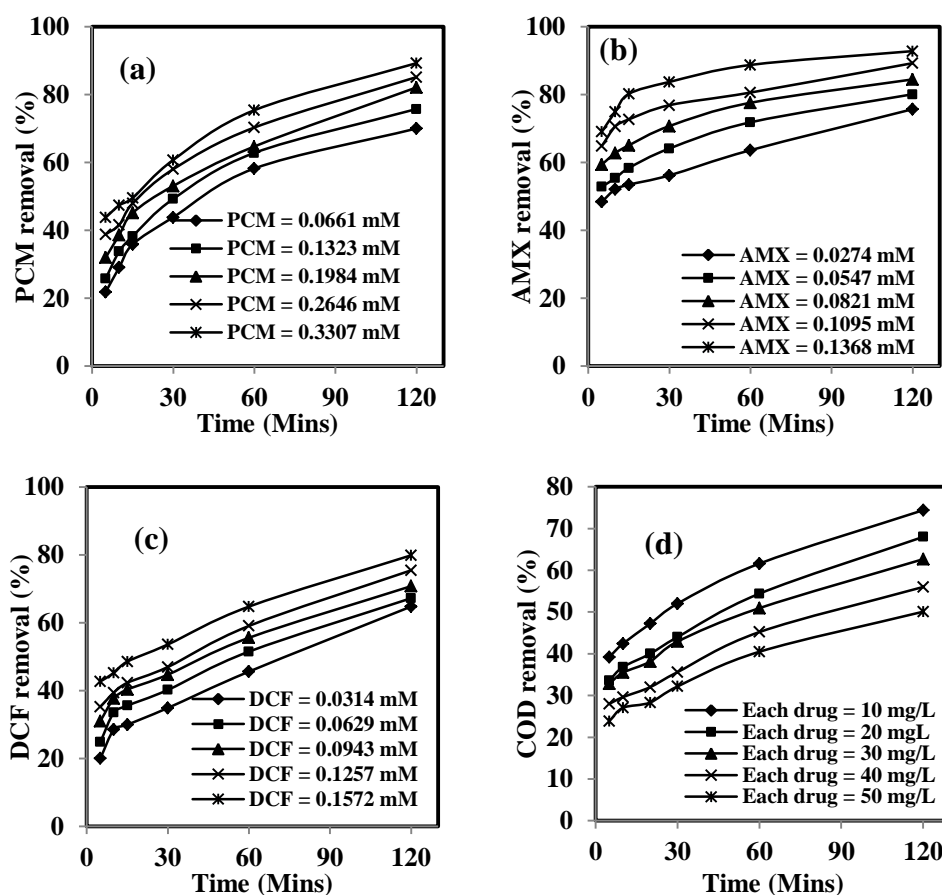 (a)
PCM removal (%)
100
80
60
40
20
0
PCM = 0.0661 mM
PCM = 0.1323 mM
PCM = 0.1984 mM
PCM = 0.2646 mM
PCM = 0.3307 mM
0 30 60 90 120
Time (Mins)
(b)
AMX removal (%)
100
80
60
40
20
0
AMX = 0.0274 mM
AMX = 0.0547 mM
AMX = 0.0821 mM
AMX = 0.1095 mM
AMX = 0.1368 mM
0 30 60 90 120
Time (Mins)
(c)
DCF removal (%)
100
80
60
40
20
0
DCF = 0.0314 mM
DCF = 0.0629 mM
DCF = 0.0943 mM
DCF = 0.1257 mM
DCF = 0.1572 mM
0 30 60 90 120
Time (Mins)
(d)
COD removal (%)
80
70
60
50
40
30
20
10
0
Each drug = 10 mg/L
Each drug = 20 mgL
Each drug = 30 mg/L
Each drug = 40 mg/L
Each drug = 50 mg/L
0 30 60 90 120
Time (Mins)